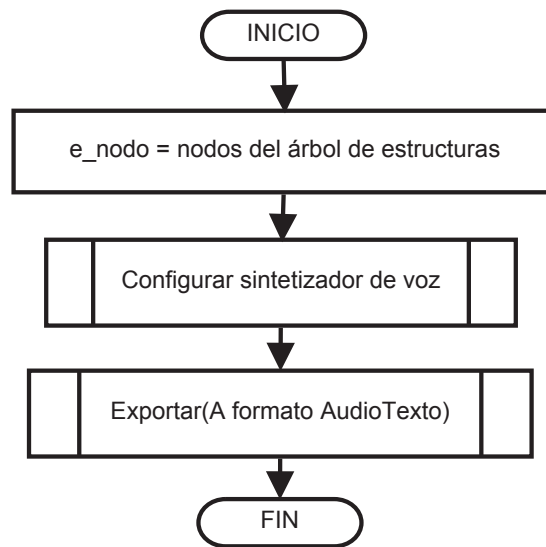 INICIO
e_nodo = nodos del árbol de estructuras
Configurar sintetizador de voz
Exportar(A formato AudioTexto)
FIN